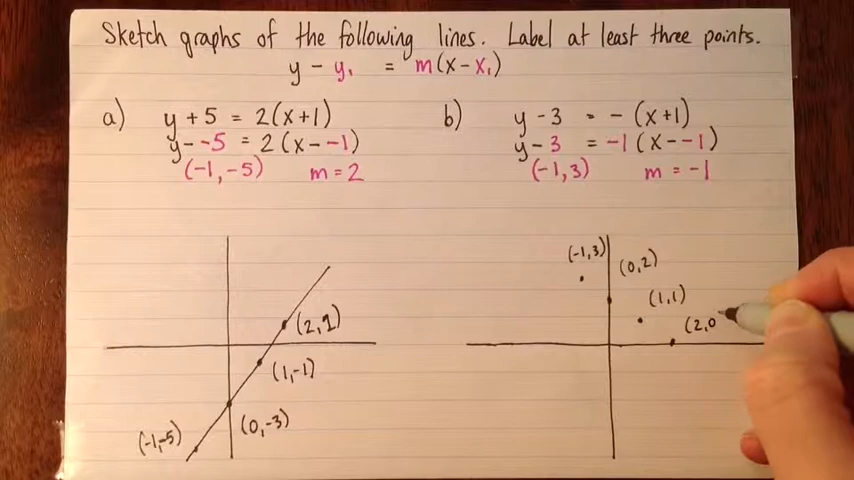 Sketch graphs of the following lines. Label at least three points.
y - y₁ = m(x - x₁)
a) y + 5 = 2(x+1)
y - -5 = 2(x - -1)
(-1,-5) m = 2
b) y - 3 = - (x+1)
y - 3 = -1(x - -1)
(-1,3) m = -1
(2,1)
(1,-1)
(0,-3)
(-1,-5)
(-1,3)
(0,2)
(1,1)
(2,0